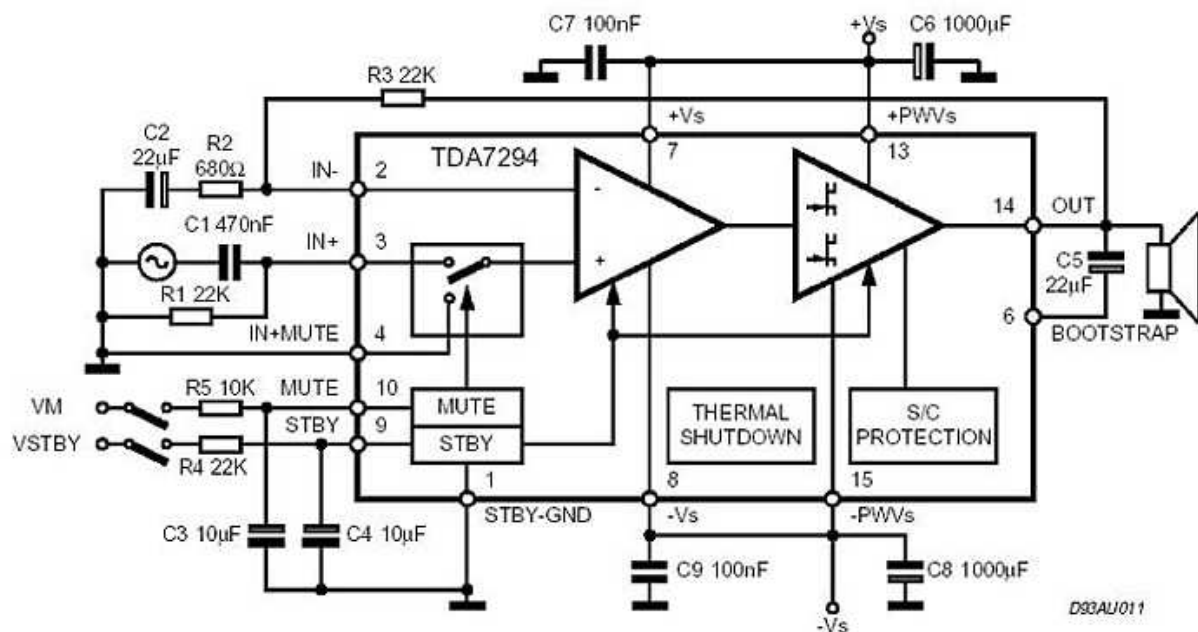 C7 100nF
+Vs
C6 1000µF
R3 22K
C2
22µF
R2
680Ω
+Vs
+PWVs
TDA7294
7
13
IN-
2
-
C1 470nF
IN+
3
+
14
OUT
R1 22K
C5
22µF
IN+MUTE
4
6
BOOTSTRAP
VM
R5 10K
MUTE
10
MUTE
THERMAL
SHUTDOWN
S/C
PROTECTION
VSTBY
R4 22K
STBY
9
STBY
1
8
15
STBY-GND
-Vs
-PWVs
C3 10µF
C4 10µF
C9 100nF
C8 1000µF
-Vs
D93AU011